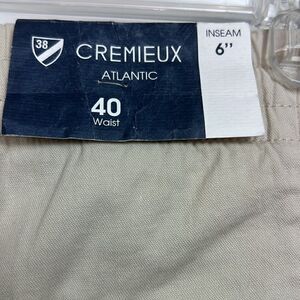 38
CREMIEUX
ATLANTIC
40
Waist
INSEAM
6"